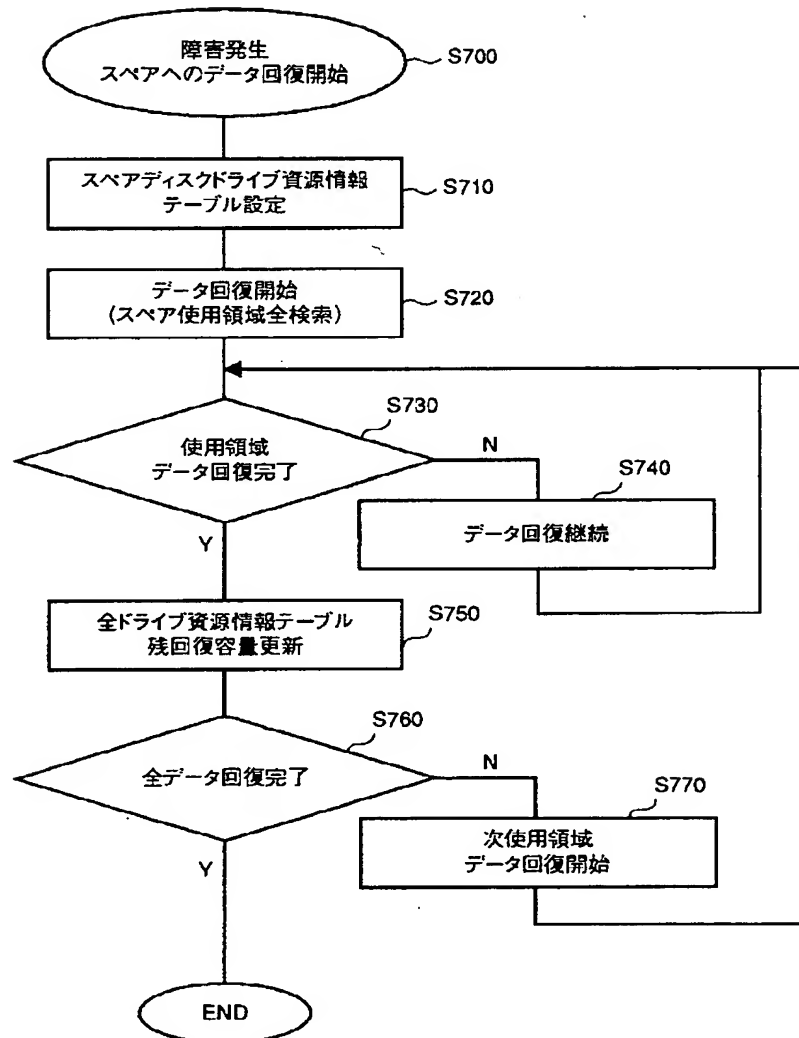 障害発生
スペアへのデータ回復開始
S700
スペアディスクドライブ資源情報
テーブル設定
S710
データ回復開始
(スペア使用領域全検索)
S720
S730
使用領域
データ回復完了
N
S740
データ回復継続
Y
全ドライブ資源情報テーブル
残回復容量更新
S750
S760
全データ回復完了
N
S770
次使用領域
データ回復開始
Y
END